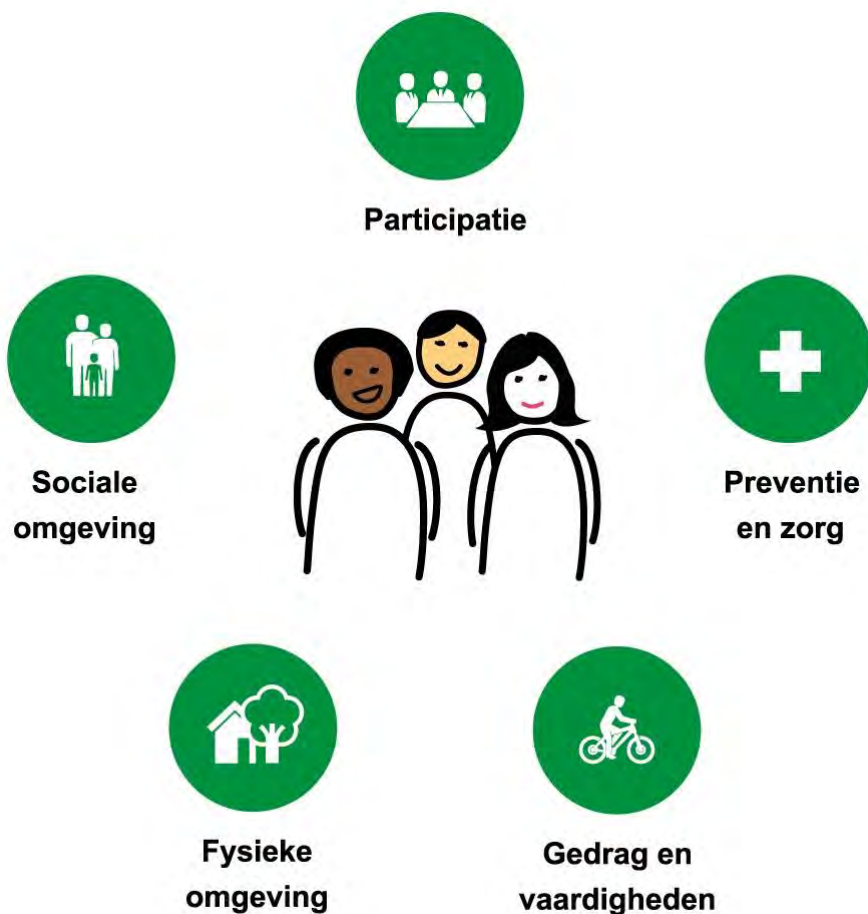 Participatie
Sociale
omgeving
Preventie
en zorg
Fysieke
omgeving
Gedrag en
vaardigheden